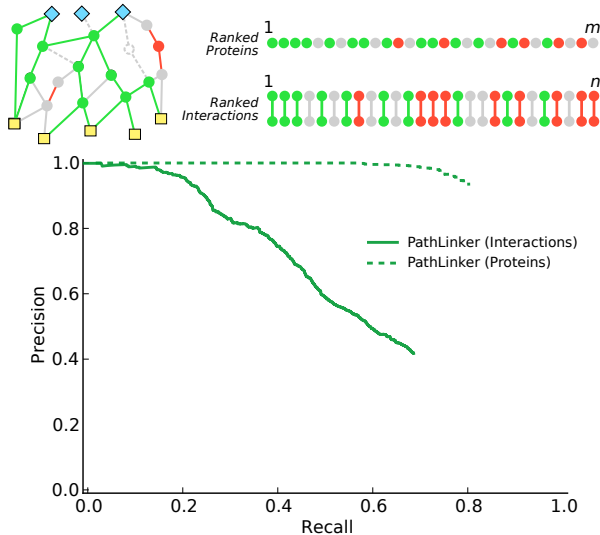 1 m
Ranked
Proteins
1 n
Ranked
Interactions
1.0
0.8
0.6
0.4
0.2
0.0
Precision
PathLinker (Interactions)
PathLinker (Proteins)
0.0 0.2 0.4 0.6 0.8 1.0
Recall